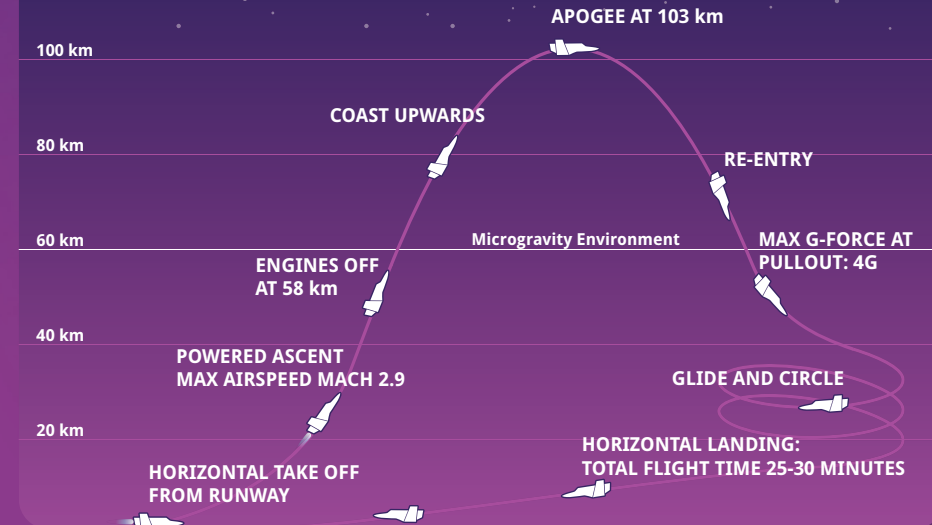 APOGEE AT 103 km
100 km
COAST UPWARDS
80 km
RE-ENTRY
60 km
Microgravity Environment
MAX G-FORCE AT
PULLOUT: 4G
ENGINES OFF
AT 58 km
40 km
POWERED ASCENT
MAX AIRSPEED MACH 2.9
GLIDE AND CIRCLE
20 km
HORIZONTAL LANDING:
TOTAL FLIGHT TIME 25-30 MINUTES
HORIZONTAL TAKE OFF
FROM RUNWAY